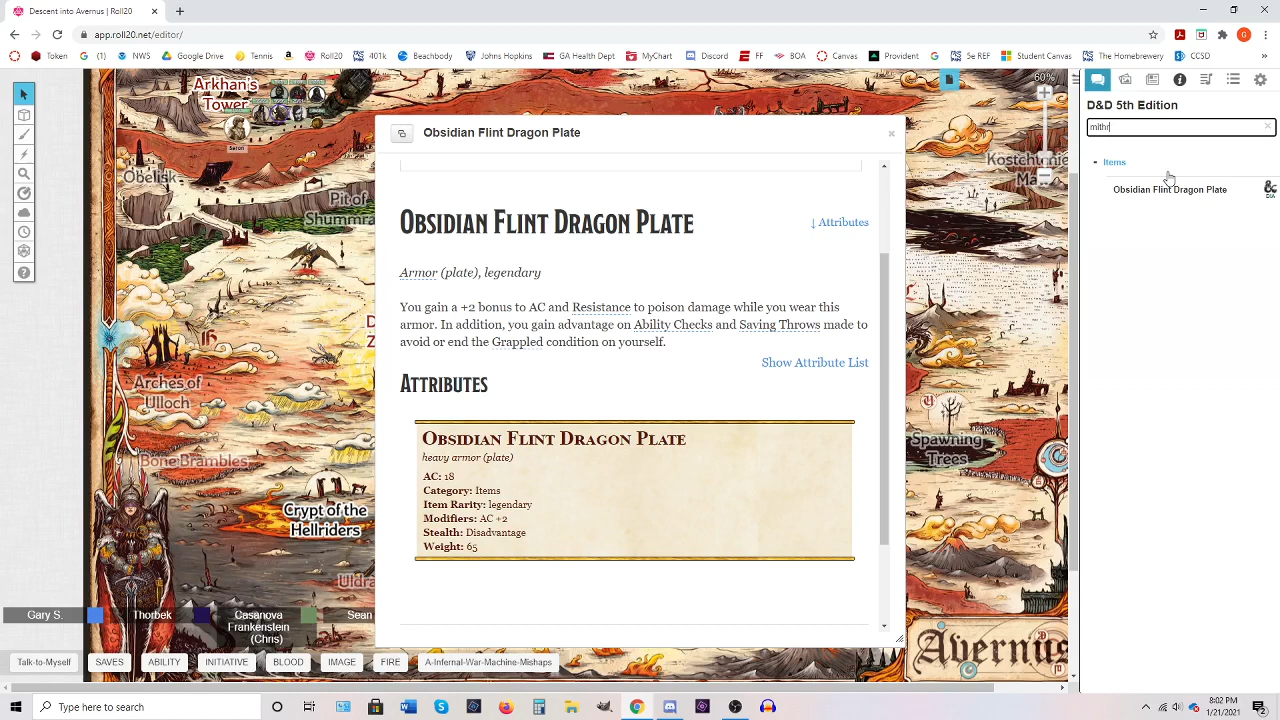 Descent into Avernus | Roll20
app.roll20.net/editor/
Token
(1)
NWS
Google Drive
Tennis
Roll20
401k
Beachbody
iHealthStation
GA Health Dept
MyChart
Discord
FF
BOA
Canvas
Provident
5e REF
Student Canvas
The Homebrewery
CCSD
Arkhan's
Tower
Satori
60%
D&D 5th Edition
mithr
Items
Obsidian Flint Dragon Plate
Obsidian Flint Dragon Plate
OBSIDIAN FLINT DRAGON PLATE
↓ Attributes
Armor (plate), legendary
You gain a +2 bonus to AC and Resistance to poison damage while you wear this
armor. In addition, you gain advantage on Ability Checks and Saving Throws made to
avoid or end the Grappled condition on yourself.
Show Attribute List
ATTRIBUTES
OBSIDIAN FLINT DRAGON PLATE
heavy armor (plate)
AC: 18
Category: Items
Item Rarity: legendary
Modifiers: AC +2
Stealth: Disadvantage
Weight: 65
Obelisk
Pit of
Shummra
Arches of
Ulloch
Bone Brambles
Crypt of the
Hellriders
Spawning
Trees
Avernus
Gary S.
Thorbek
Casanova
Frankenstein
(Chris)
Sean
Talk-to-Myself
SAVES
ABILITY
INITIATIVE
BLOOD
IMAGE
FIRE
A-Infernal-War-Machine-Mishaps
Type here to search
8:02 PM
1/21/2021